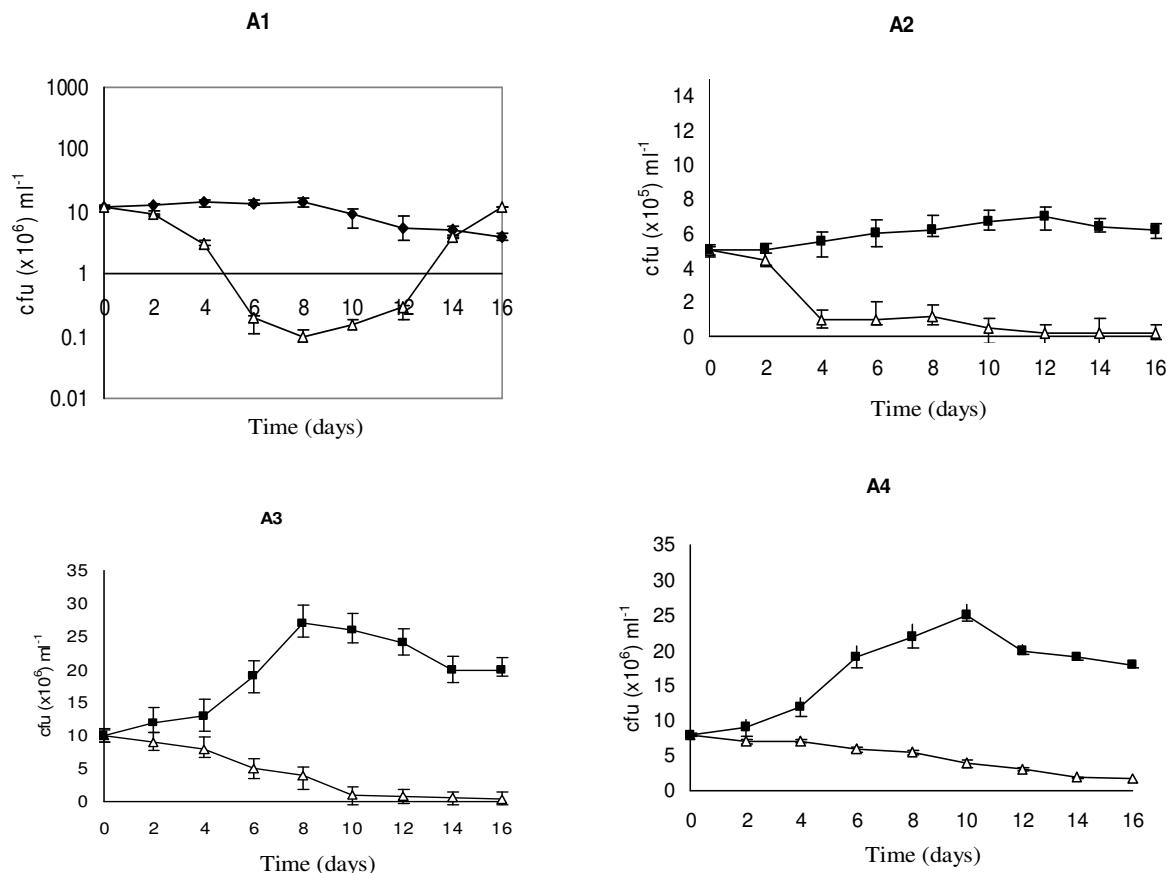 A1
1000
100
10
1
0.1
0.01
0 2 4 6 8 10 12 14 16
cfu (x10⁶) ml⁻¹
Time (days)
A2
14
12
10
8
6
4
2
0
0 2 4 6 8 10 12 14 16
cfu (x10⁵) ml⁻¹
Time (days)
A3
35
30
25
20
15
10
5
0
0 2 4 6 8 10 12 14 16
cfu (x10⁶) ml⁻¹
Time (days)
A4
35
30
25
20
15
10
5
0
0 2 4 6 8 10 12 14 16
cfu (x10⁶) ml⁻¹
Time (days)